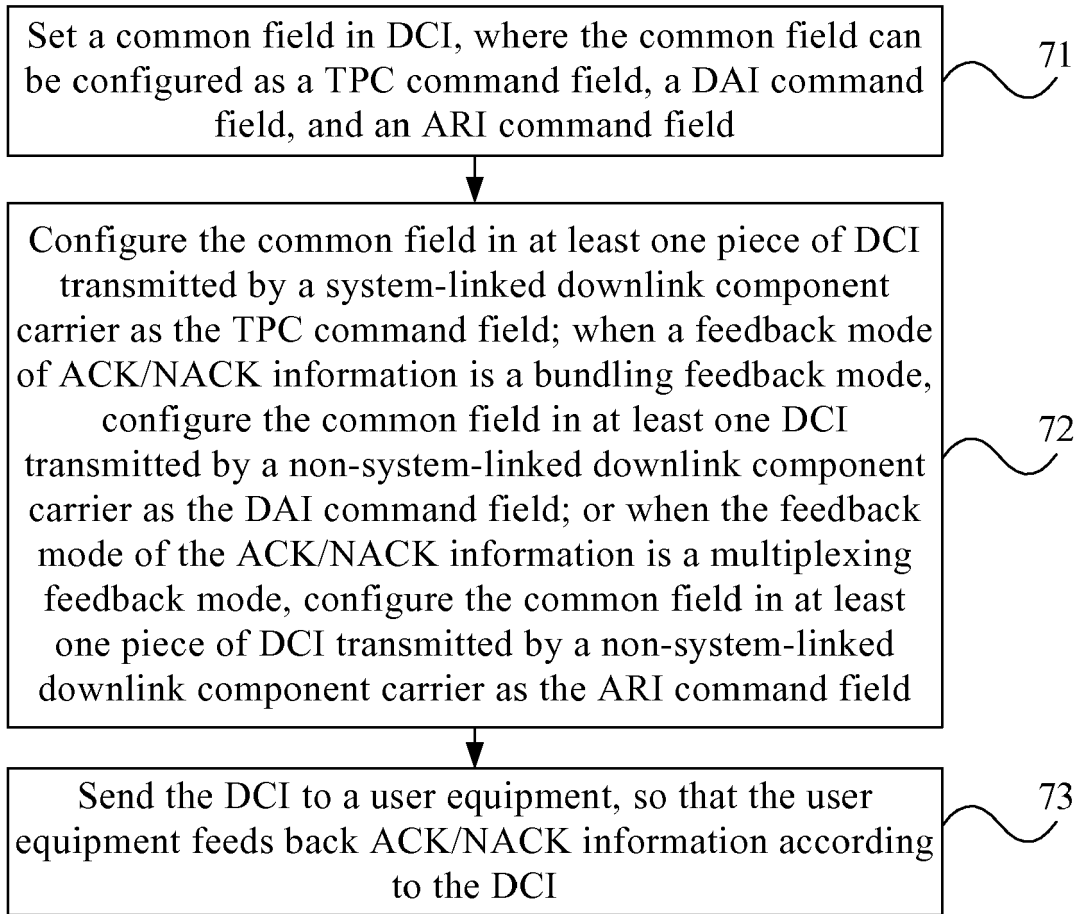 Set a common field in DCI, where the common field can
be configured as a TPC command field, a DAI command
field, and an ARI command field
71
Configure the common field in at least one piece of DCI
transmitted by a system-linked downlink component
carrier as the TPC command field; when a feedback mode
of ACK/NACK information is a bundling feedback mode,
configure the common field in at least one DCI
transmitted by a non-system-linked downlink component
carrier as the DAI command field; or when the feedback
mode of the ACK/NACK information is a multiplexing
feedback mode, configure the common field in at least
one piece of DCI transmitted by a non-system-linked
downlink component carrier as the ARI command field
72
Send the DCI to a user equipment, so that the user
equipment feeds back ACK/NACK information according
to the DCI
73